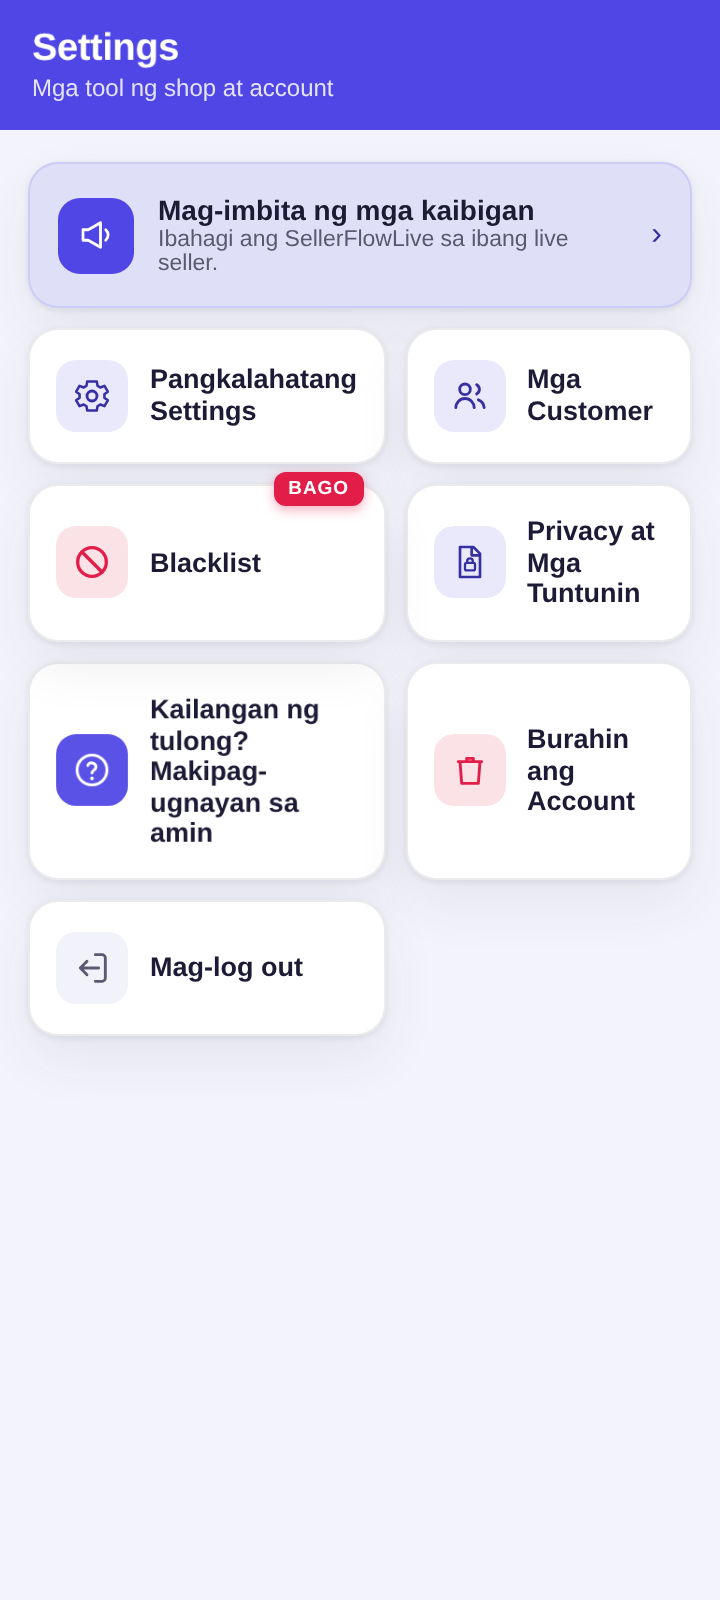 Settings
Mga tool ng shop at account
Mag-imbita ng mga kaibigan
Ibahagi ang SellerFlowLive sa ibang live
seller.
Pangkalahatang
Settings
Mga
Customer
BAGO
Blacklist
Privacy at
Mga
Tuntunin
Kailangan ng
tulong?
Makipag-
ugnayan sa
amin
Burahin
ang
Account
Mag-log out